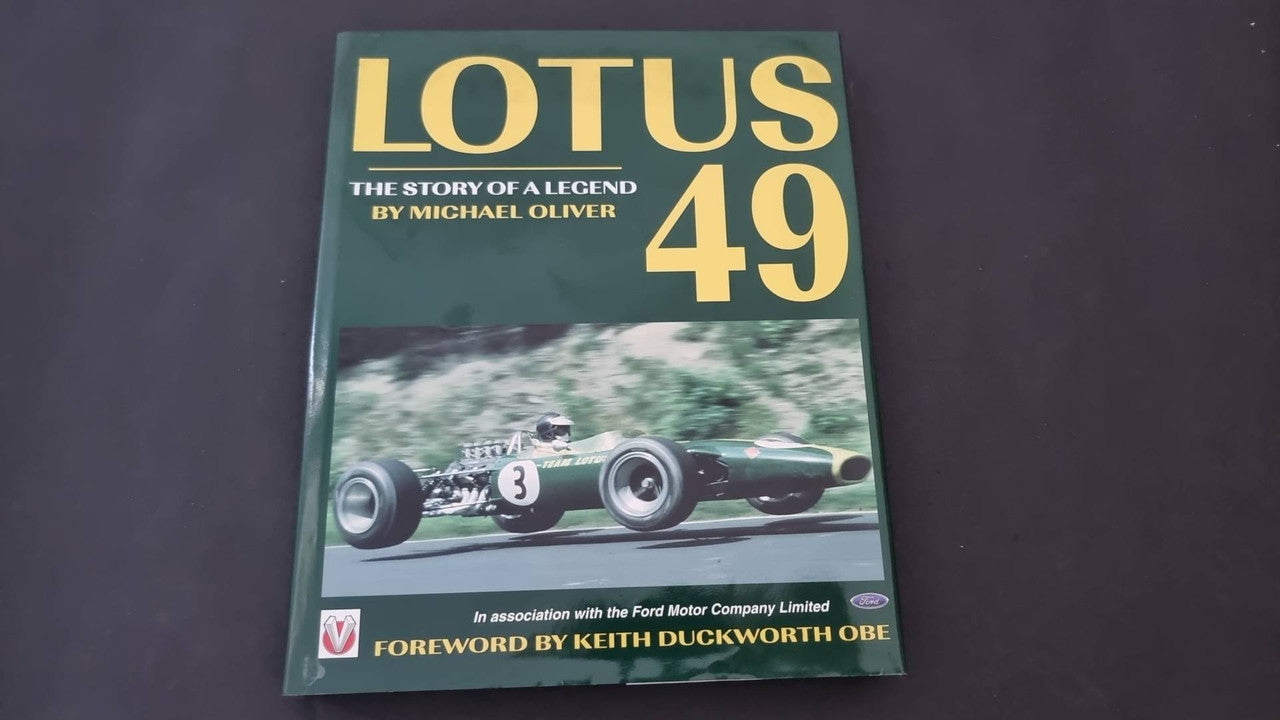 LOTUS
49
THE STORY OF A LEGEND
BY MICHAEL OLIVER
3
TEAM LOTUS
In association with the Ford Motor Company Limited
Ford
V
FOREWORD BY KEITH DUCKWORTH OBE